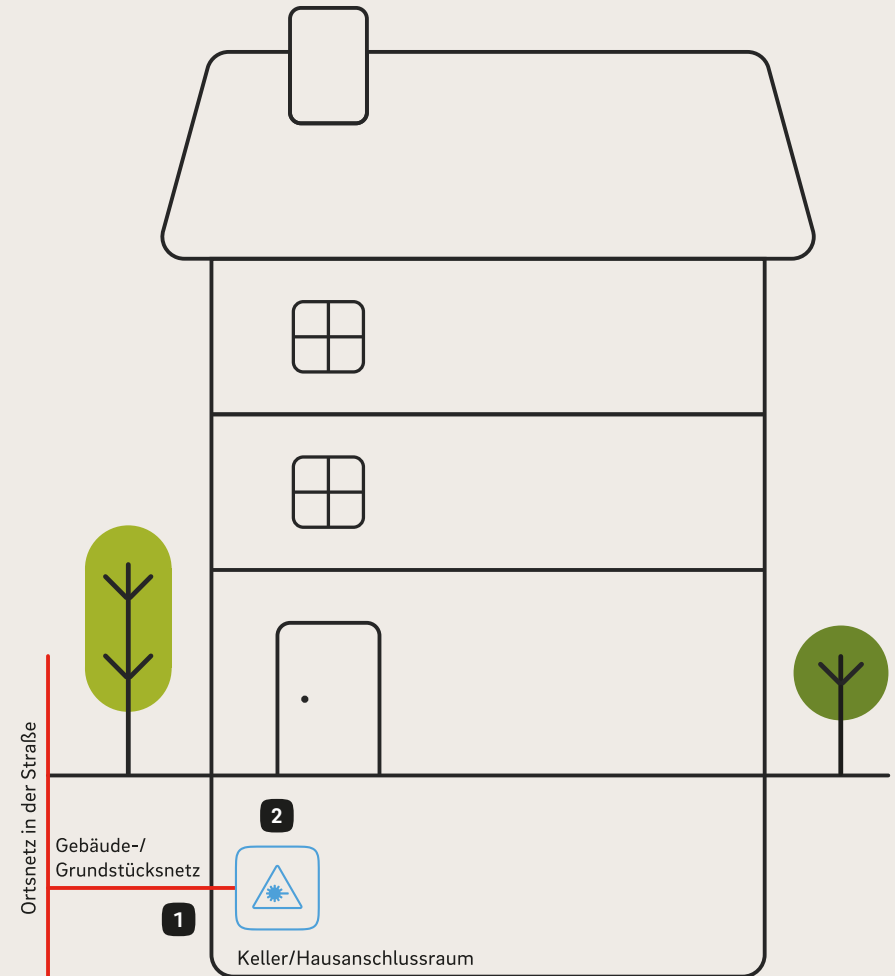 Ortsnetz in der Straße
2
Gebäude-/
Grundstücksnetz
1
Keller/Hausanschlussraum